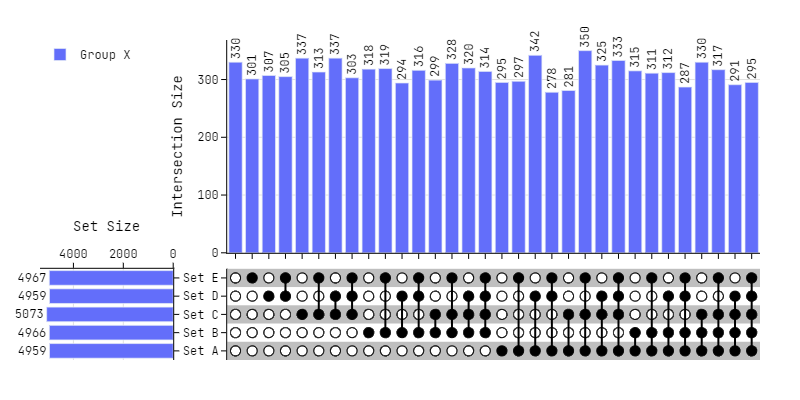 Group X
Intersection Size
330 301 307 305 337 313 337 303 318 319 294 316 299 328 320 314 295 297 342 278 281 350 325 333 315 311 312 287 330 317 291 295
300
200
100
0
Set Size
4000 2000 0
4967 Set E
4959 Set D
5073 Set C
4966 Set B
4959 Set A